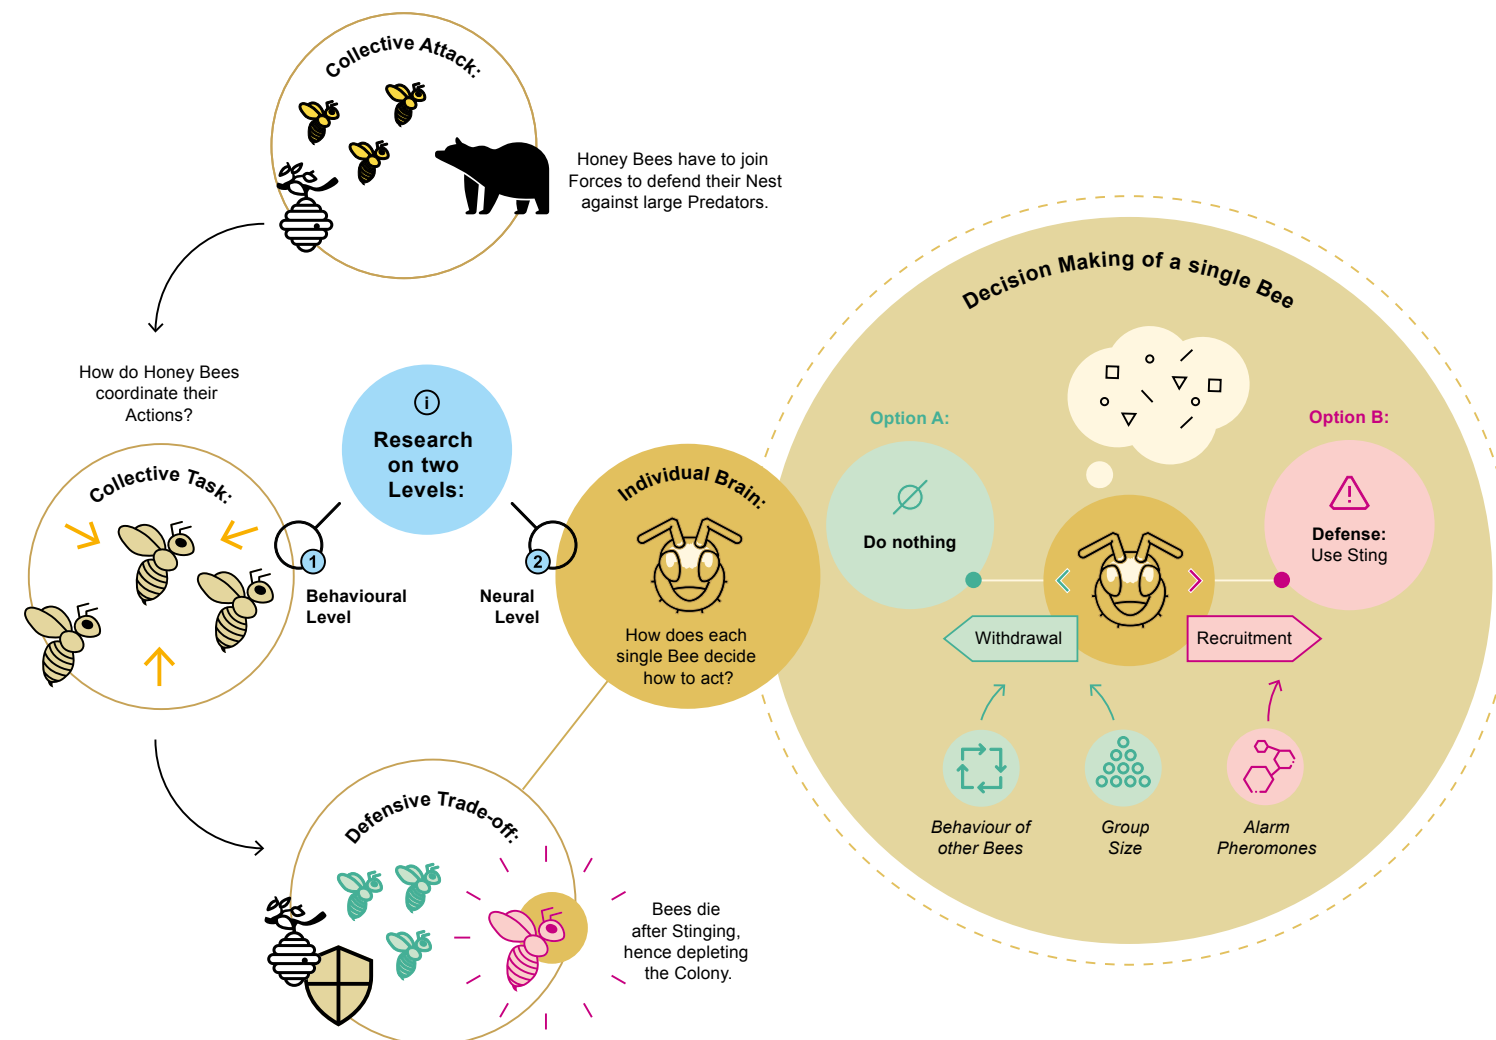 Collective Attack:
Honey Bees have to join
Forces to defend their Nest
against large Predators.
How do Honey Bees
coordinate their
Actions?
Collective Task:
i
Research
on two
Levels:
1
Behavioural
Level
2
Neural
Level
Individual Brain:
How does each
single Bee decide
how to act?
Defensive Trade-off:
Bees die
after Stinging,
hence depleting
the Colony.
Decision Making of a single Bee
Option A:
Do nothing
Option B:
Defense:
Use Sting
Withdrawal
Recruitment
Behaviour of
other Bees
Group
Size
Alarm
Pheromones